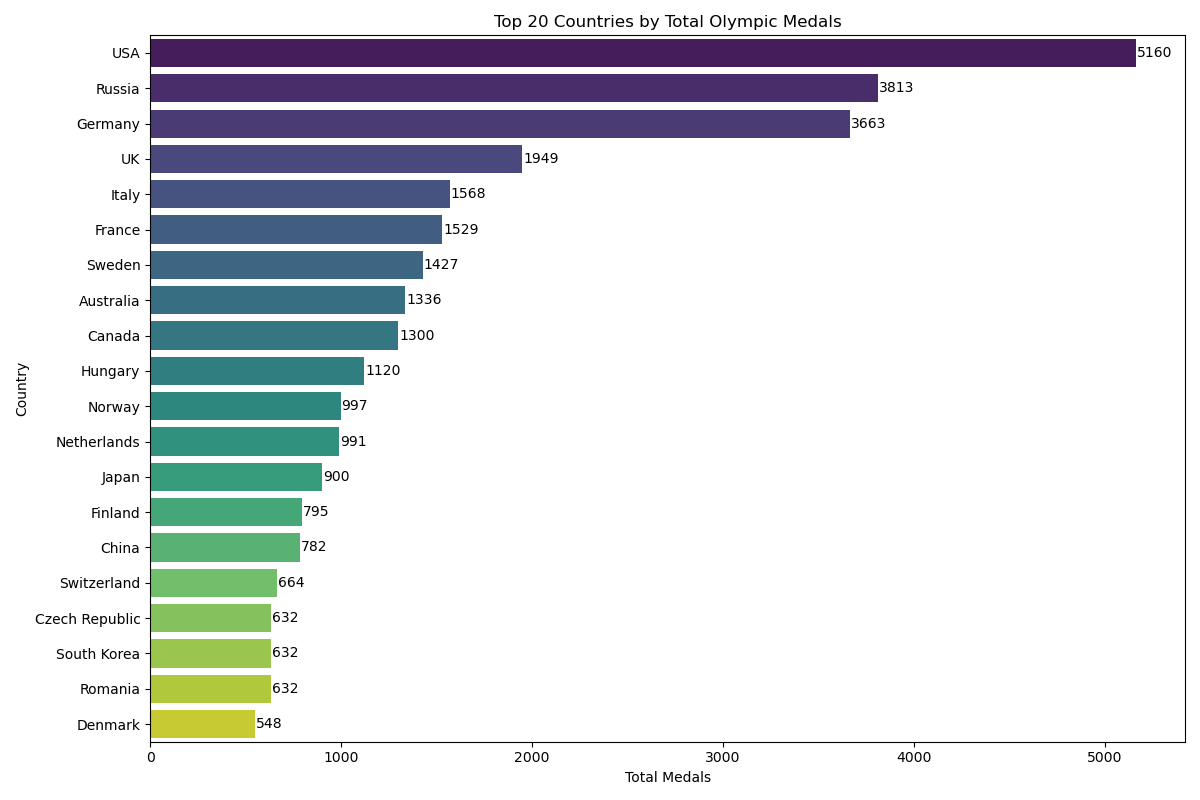 Top 20 Countries by Total Olympic Medals
Country
USA 5160
Russia 3813
Germany 3663
UK 1949
Italy 1568
France 1529
Sweden 1427
Australia 1336
Canada 1300
Hungary 1120
Norway 997
Netherlands 991
Japan 900
Finland 795
China 782
Switzerland 664
Czech Republic 632
South Korea 632
Romania 632
Denmark 548
0 1000 2000 3000 4000 5000
Total Medals